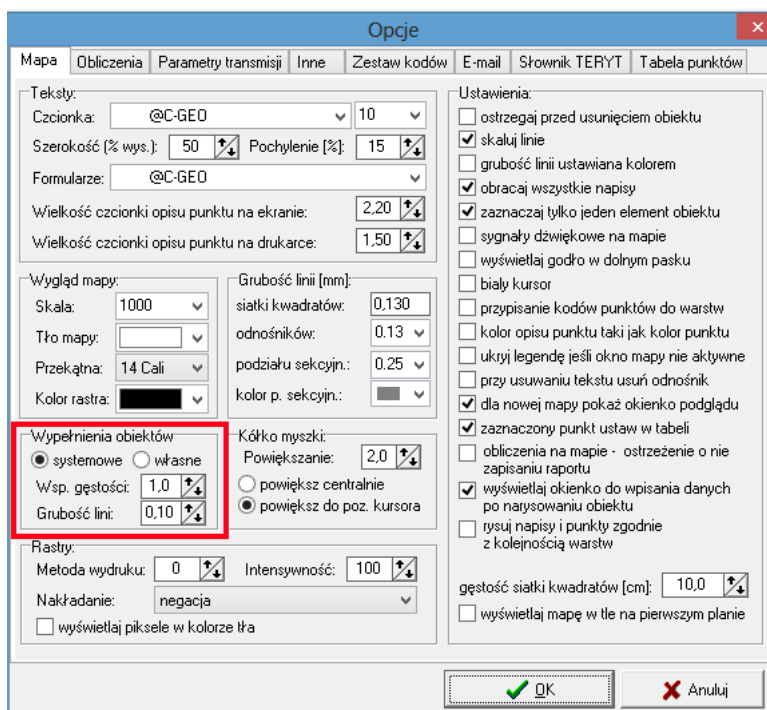 Opcje
Mapa Obliczenia Parametry transmisji Inne Zestaw kodów E-mail Słownik TERYT Tabela punktów
Teksty:
Czcionka: @C-GEO 10
Szerokość (% wys.): 50 Pochylenie [%]: 15
Formularze: @C-GEO
Wielkość czcionki opisu punktu na ekranie: 2,20
Wielkość czcionki opisu punktu na drukarce: 1,50
Wygląd mapy:
Skala: 1000
Tło mapy:
Przekątna: 14 Cali
Kolor rastra:
Grubość linii [mm]:
siatki kwadratów: 0,130
odnośników: 0.13
podziału sekcyjn.: 0.25
kolor p. sekcyjn.:
Wypełnienia obiektów
systemowe własne
Wsp. gęstości: 1,0
Grubość lini: 0,10
Kółko myszki:
Powiększanie: 2,0
powiększ centralnie
powiększ do poz. kursora
Rastry:
Metoda wydruku: 0 Intensywność: 100
Nakładanie: negacja
wyświetlaj piksele w kolorze tła
Ustawienia:
ostrzegaj przed usunięciem obiektu
skaluj linie
grubość linii ustawiana kolorem
obracaj wszystkie napisy
zaznaczaj tylko jeden element obiektu
sygnały dźwiękowe na mapie
wyświetlaj godło w dolnym pasku
bialy kursor
przypisanie kodów punktów do warstw
kolor opisu punktu taki jak kolor punktu
ukryj legendę jeśli okno mapy nie aktywne
przy usuwaniu tekstu usuń odnośnik
dla nowej mapy pokaż okienko podglądu
zaznaczony punkt ustaw w tabeli
obliczenia na mapie - ostrzeżenie o nie
zapisaniu raportu
wyświetlaj okienko do wpisania danych
po narysowaniu obiektu
rysuj napisy i punkty zgodnie
z kolejnością warstw
gęstość siatki kwadratów [cm]: 10,0
wyświetlaj mapę w tle na pierwszym planie
OK Anuluj